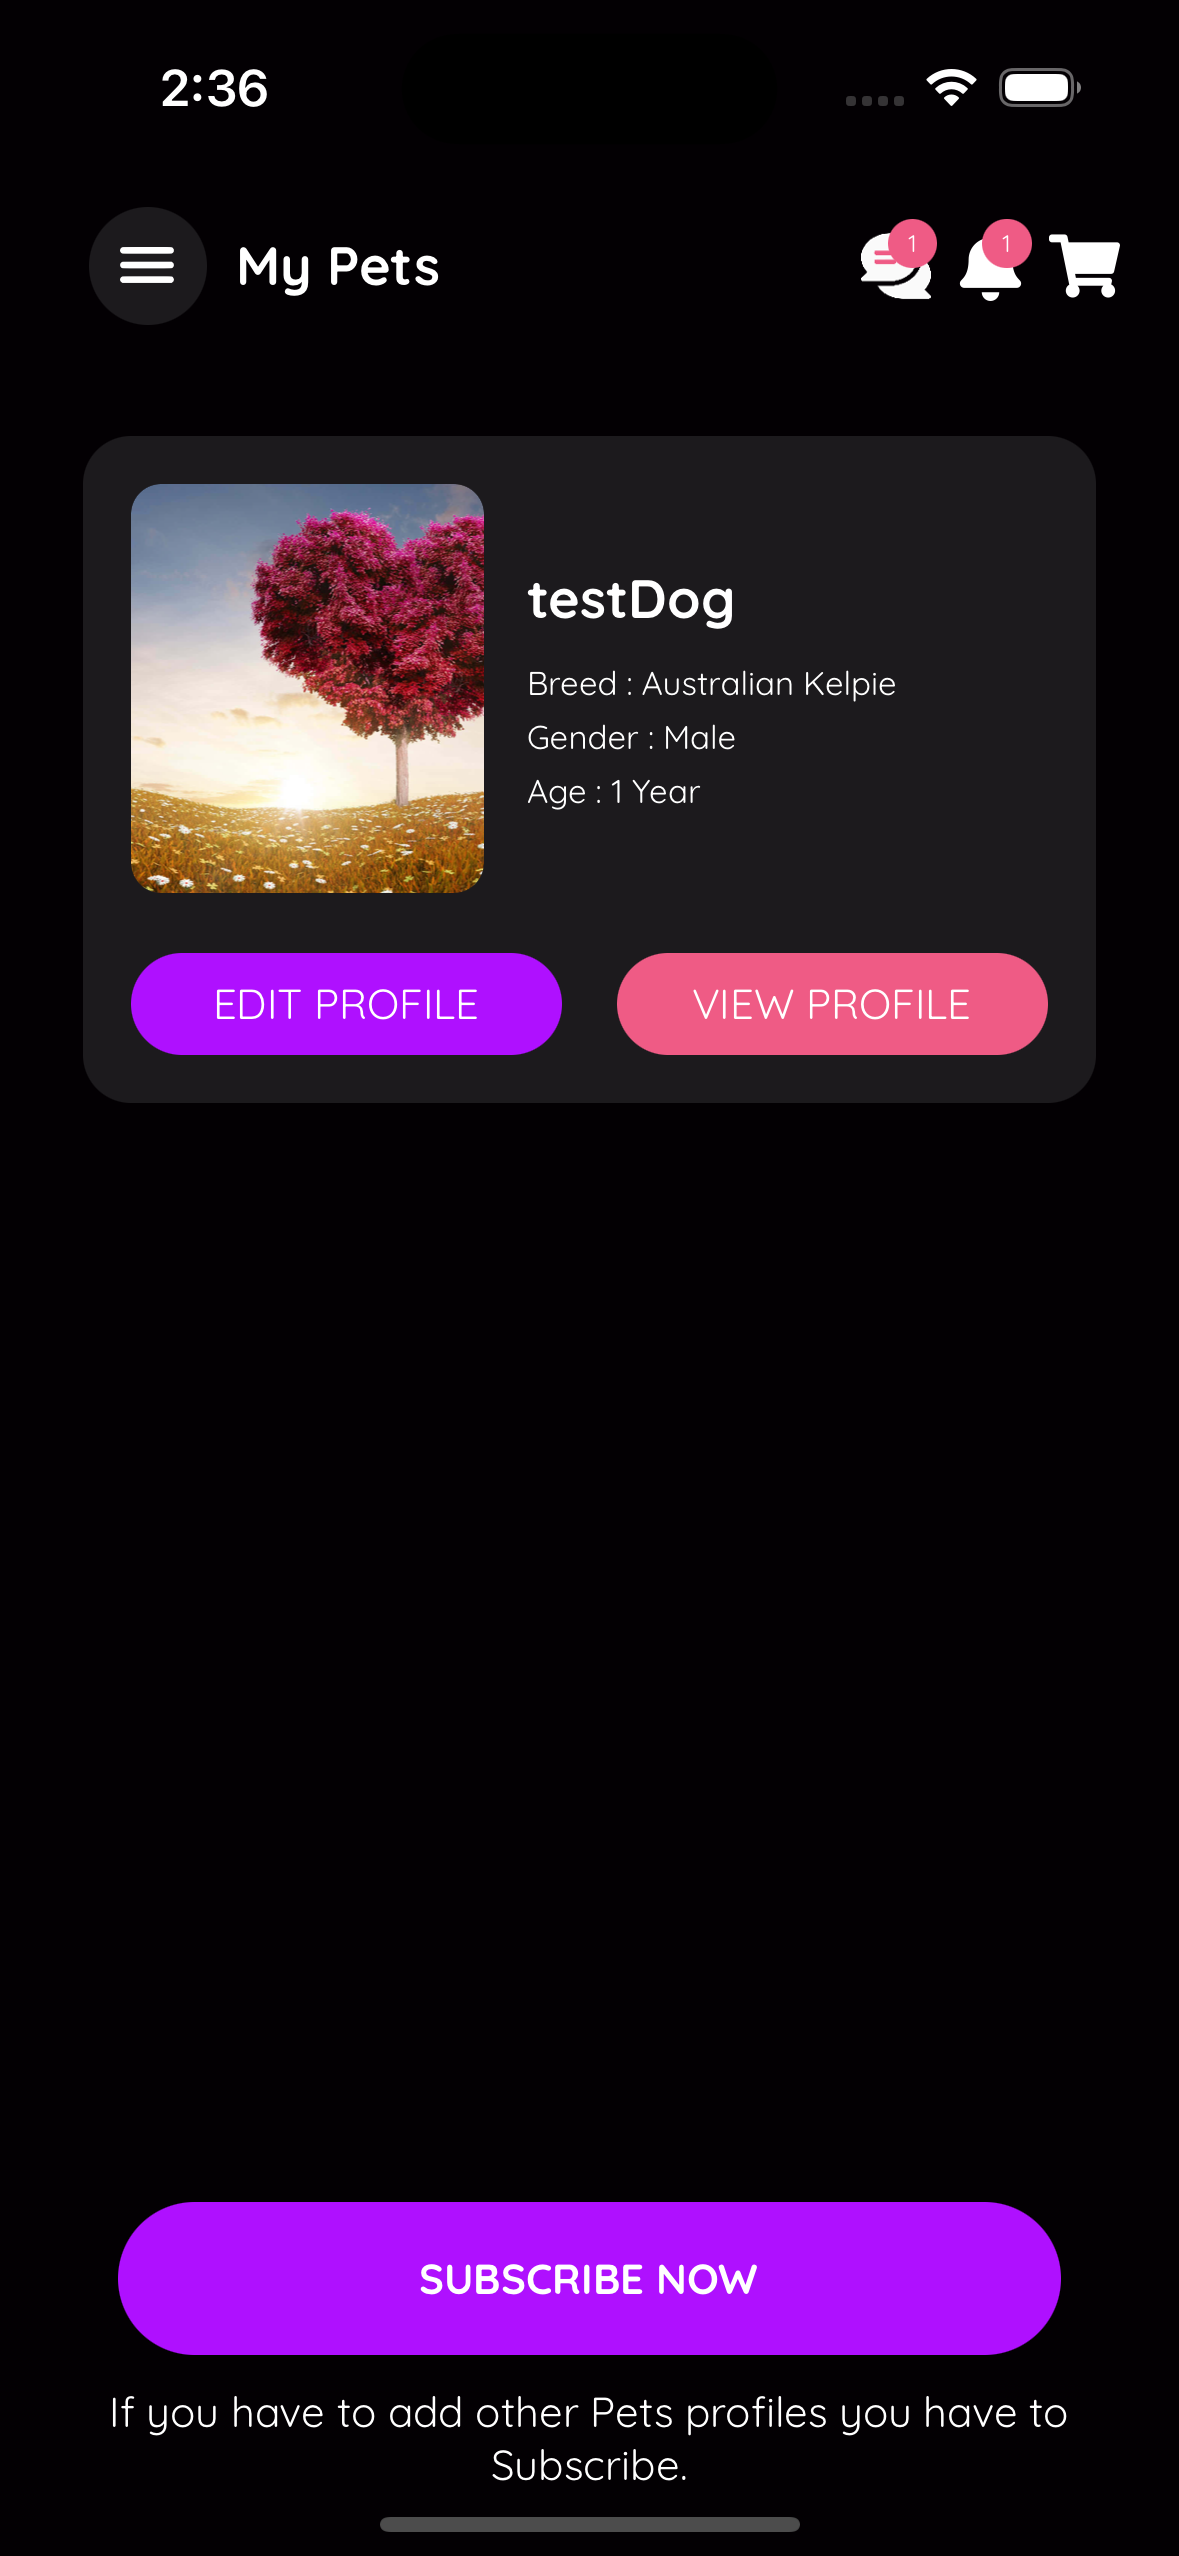 2:36
My Pets
1
1
testDog
Breed : Australian Kelpie
Gender : Male
Age : 1 Year
EDIT PROFILE
VIEW PROFILE
SUBSCRIBE NOW
If you have to add other Pets profiles you have to
Subscribe.